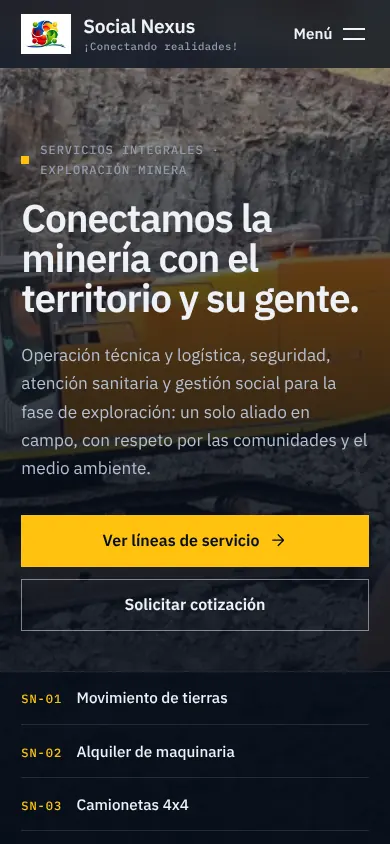 Social Nexus
¡Conectando realidades!
Menú
SERVICIOS INTEGRALES ·
EXPLORACIÓN MINERA
Conectamos la
minería con el
territorio y su gente.
Operación técnica y logística, seguridad,
atención sanitaria y gestión social para la
fase de exploración: un solo aliado en
campo, con respeto por las comunidades y el
medio ambiente.
Ver líneas de servicio →
Solicitar cotización
SN-01 Movimiento de tierras
SN-02 Alquiler de maquinaria
SN-03 Camionetas 4x4